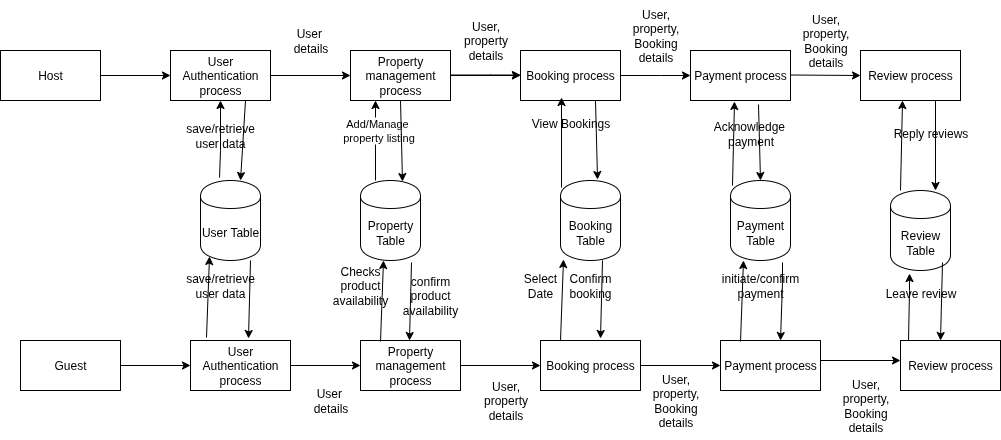 User
details
User,
property
details
User,
property,
Booking
details
User,
property,
Booking
details
Host
User
Authentication
process
Property
management
process
Booking process
Payment process
Review process
save/retrieve
user data
Add/Manage
property listing
View Bookings
Acknowledge
payment
Reply reviews
User Table
Property
Table
Booking
Table
Payment
Table
Review
Table
save/retrieve
user data
Checks
product
availability
confirm
product
availability
Select
Date
Confirm
booking
initiate/confirm
payment
Leave review
Guest
User
Authentication
process
Property
management
process
Booking process
Payment process
Review process
User
details
User,
property
details
User,
property,
Booking
details
User,
property,
Booking
details